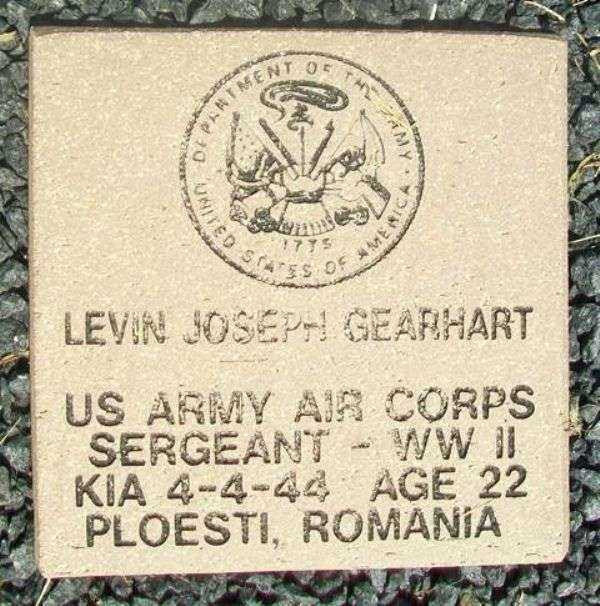 DEPARTMENT OF THE ARMY
UNITED STATES OF AMERICA
1775
LEVIN JOSEPH GEARHART
US ARMY AIR CORPS
SERGEANT - WW II
KIA 4-4-44 AGE 22
PLOESTI, ROMANIA